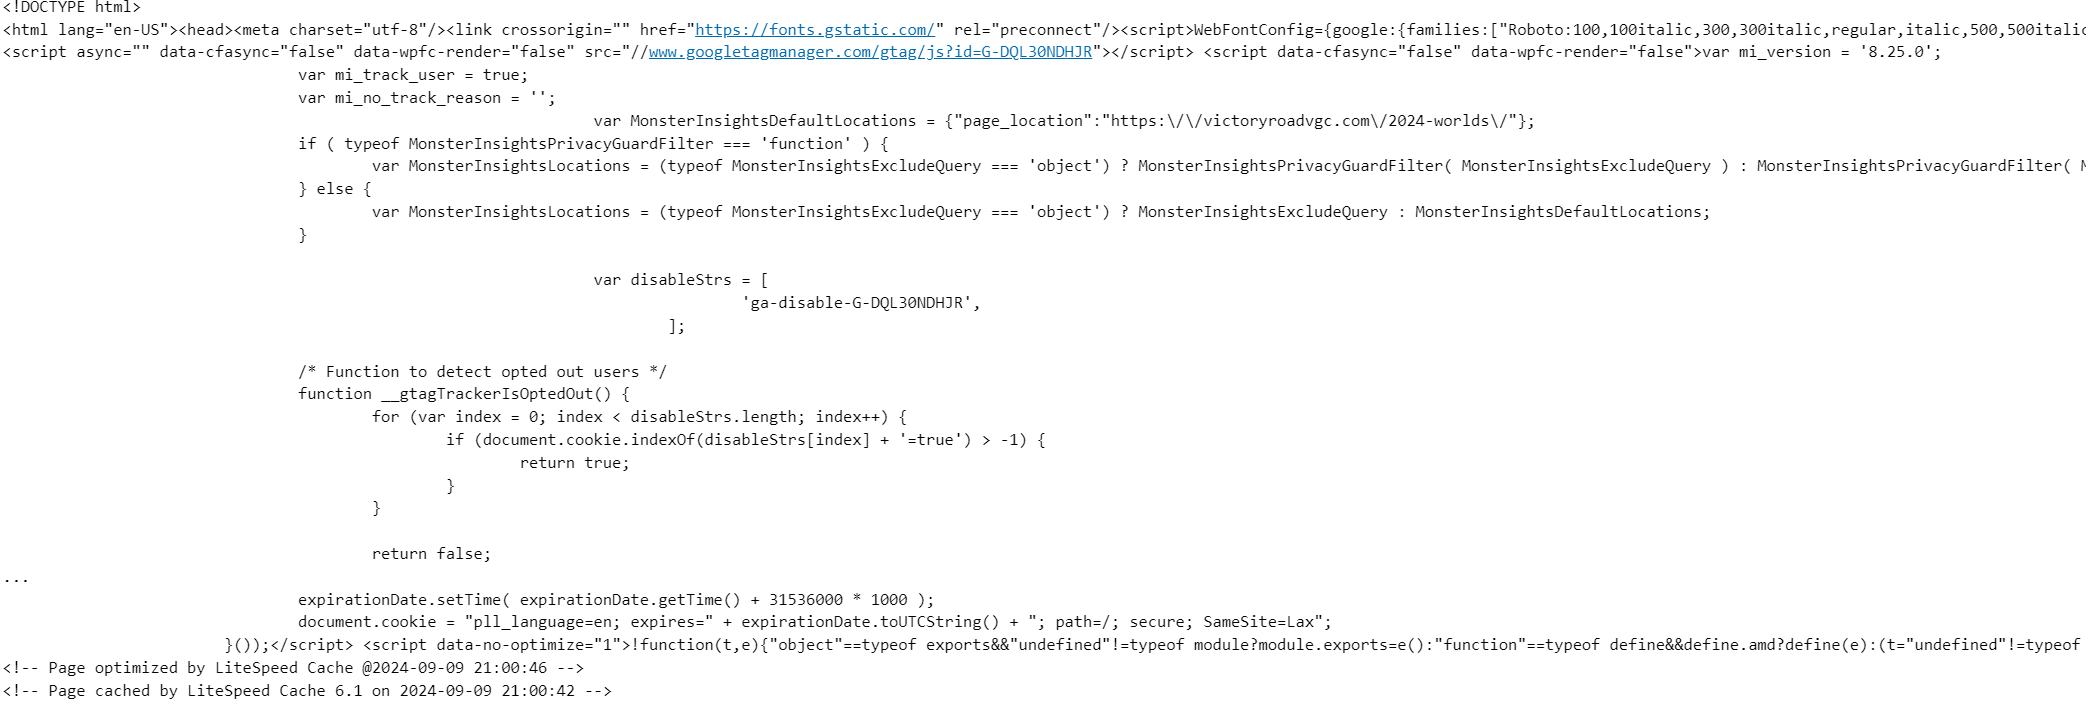 <!DOCTYPE html>
<html lang="en-US"><head><meta charset="utf-8"/><link crossorigin="" href="https://fonts.gstatic.com/" rel="preconnect"/><script>WebFontConfig={google:{families:["Roboto:100,100italic,300,300italic,regular,italic,500,500italic
<script async="" data-cfasync="false" data-wpfc-render="false" src="//www.googletagmanager.com/gtag/js?id=G-DQL30NDHJR"></script> <script data-cfasync="false" data-wpfc-render="false">var mi_version = '8.25.0';
var mi_track_user = true;
var mi_no_track_reason = '';
var MonsterInsightsDefaultLocations = {"page_location":"https:\/\/victoryroadvgc.com\/2024-worlds\/"};
if ( typeof MonsterInsightsPrivacyGuardFilter === 'function' ) {
var MonsterInsightsLocations = (typeof MonsterInsightsExcludeQuery === 'object') ? MonsterInsightsPrivacyGuardFilter( MonsterInsightsExcludeQuery ) : MonsterInsightsPrivacyGuardFilter( M
} else {
var MonsterInsightsLocations = (typeof MonsterInsightsExcludeQuery === 'object') ? MonsterInsightsExcludeQuery : MonsterInsightsDefaultLocations;
}
var disableStrs = [
'ga-disable-G-DQL30NDHJR',
];
/* Function to detect opted out users */
function __gtagTrackerIsOptedOut() {
for (var index = 0; index < disableStrs.length; index++) {
if (document.cookie.indexOf(disableStrs[index] + '=true') > -1) {
return true;
}
}
return false;
...
expirationDate.setTime( expirationDate.getTime() + 31536000 * 1000 );
document.cookie = "pll_language=en; expires=" + expirationDate.toUTCString() + "; path=/; secure; SameSite=Lax";
}());</script> <script data-no-optimize="1">!function(t,e){"object"==typeof exports&&"undefined"!=typeof module?module.exports=e():"function"==typeof define&&define.amd?define(e):(t="undefined"!=typeof
<!-- Page optimized by LiteSpeed Cache @2024-09-09 21:00:46 -->
<!-- Page cached by LiteSpeed Cache 6.1 on 2024-09-09 21:00:42 -->